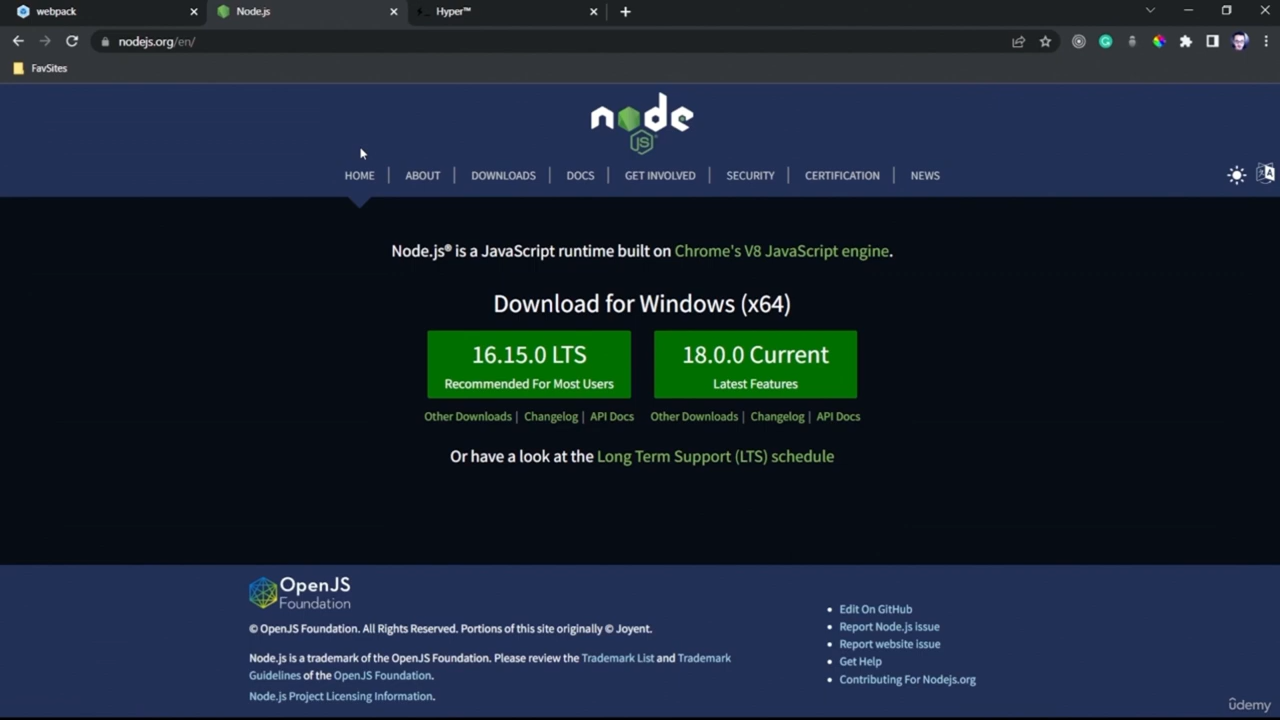 webpack
Node.js
Hyper™
nodejs.org/en/
FavSites
node
JS
HOME
ABOUT
DOWNLOADS
DOCS
GET INVOLVED
SECURITY
CERTIFICATION
NEWS
Node.js® is a JavaScript runtime built on Chrome's V8 JavaScript engine.
Download for Windows (x64)
16.15.0 LTS
Recommended For Most Users
18.0.0 Current
Latest Features
Other Downloads | Changelog | API Docs
Other Downloads | Changelog | API Docs
Or have a look at the Long Term Support (LTS) schedule
OpenJS
Foundation
© OpenJS Foundation. All Rights Reserved. Portions of this site originally © Joyent.
Node.js is a trademark of the OpenJS Foundation. Please review the Trademark List and Trademark
Guidelines of the OpenJS Foundation.
Node.js Project Licensing Information.
Edit On GitHub
Report Node.js issue
Report website issue
Get Help
Contributing For Nodejs.org
ûdemy